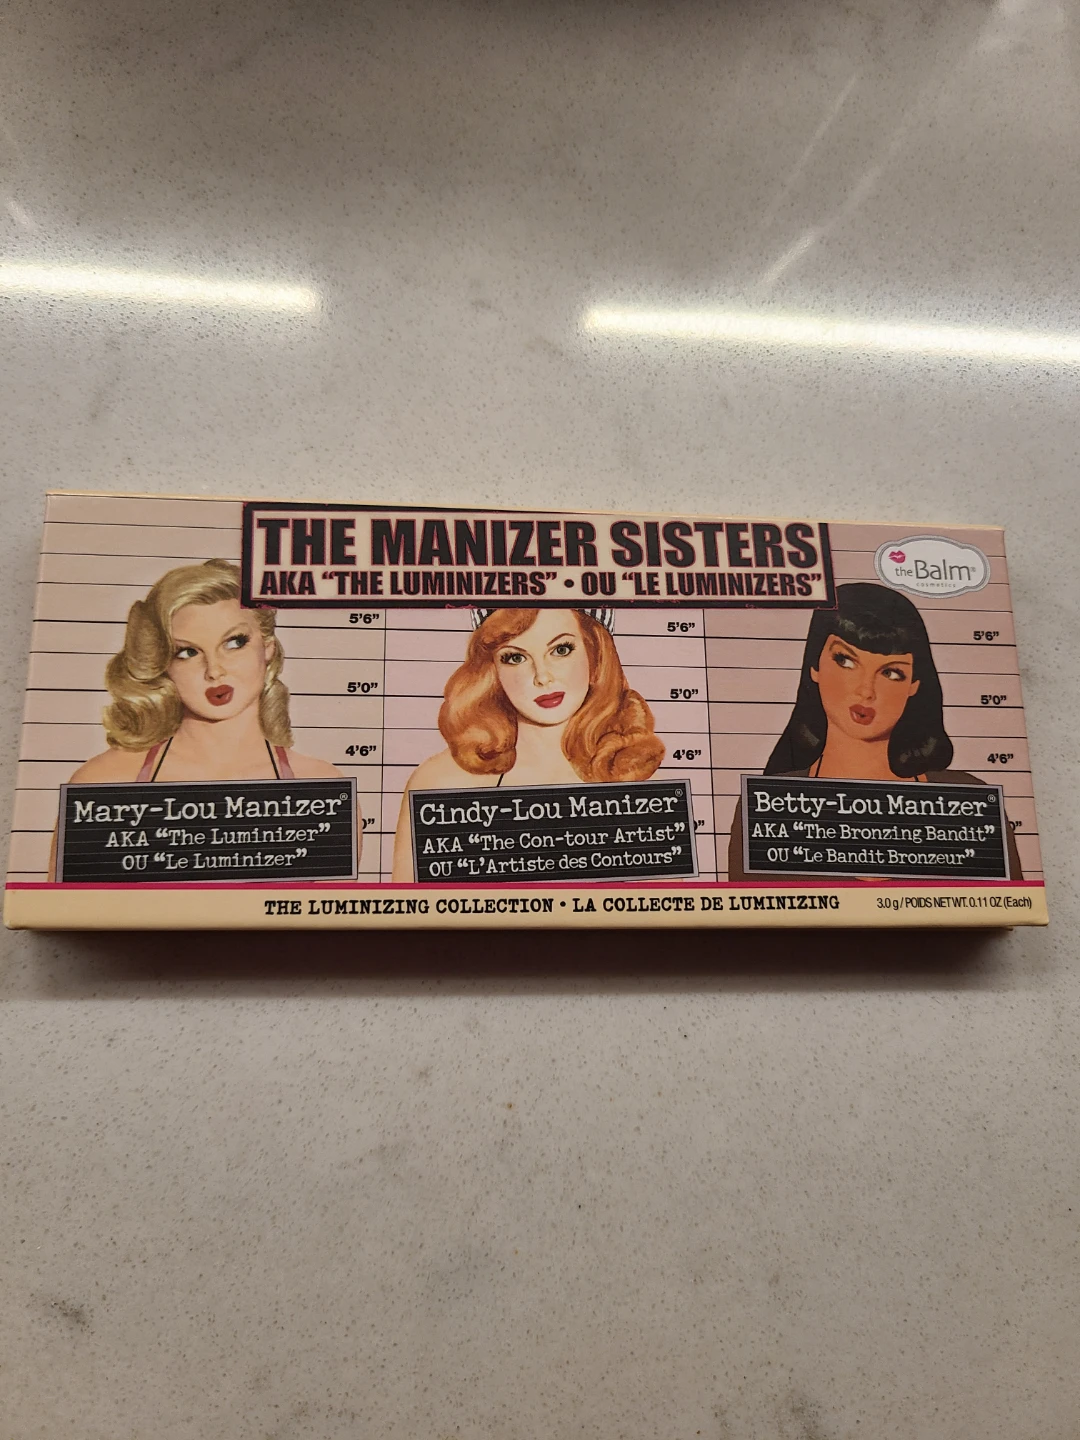 THE MANIZER SISTERS
AKA “THE LUMINIZERS” • OU “LE LUMINIZERS”
theBalm®
cosmetics
5'6”
5'0”
4'6”
5'6”
5'0”
4'6”
5'6”
5'0”
4'6”
Mary-Lou Manizer®
AKA “The Luminizer”
OU “Le Luminizer”
Cindy-Lou Manizer®
AKA “The Con-tour Artist”
OU “L'Artiste des Contours”
Betty-Lou Manizer®
AKA “The Bronzing Bandit”
OU “Le Bandit Bronzeur”
THE LUMINIZING COLLECTION • LA COLLECTE DE LUMINIZING
3.0 g / POIDS NET WT. 0.11 OZ (Each)